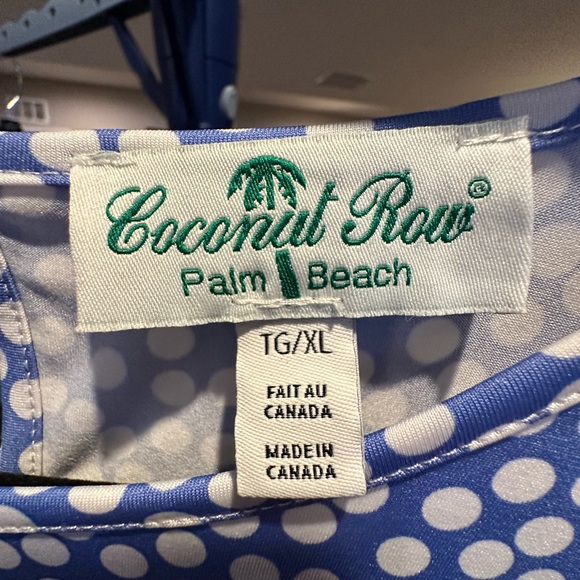 Coconut Row®
Palm Beach
TG/XL
FAIT AU
CANADA
MADE IN
CANADA